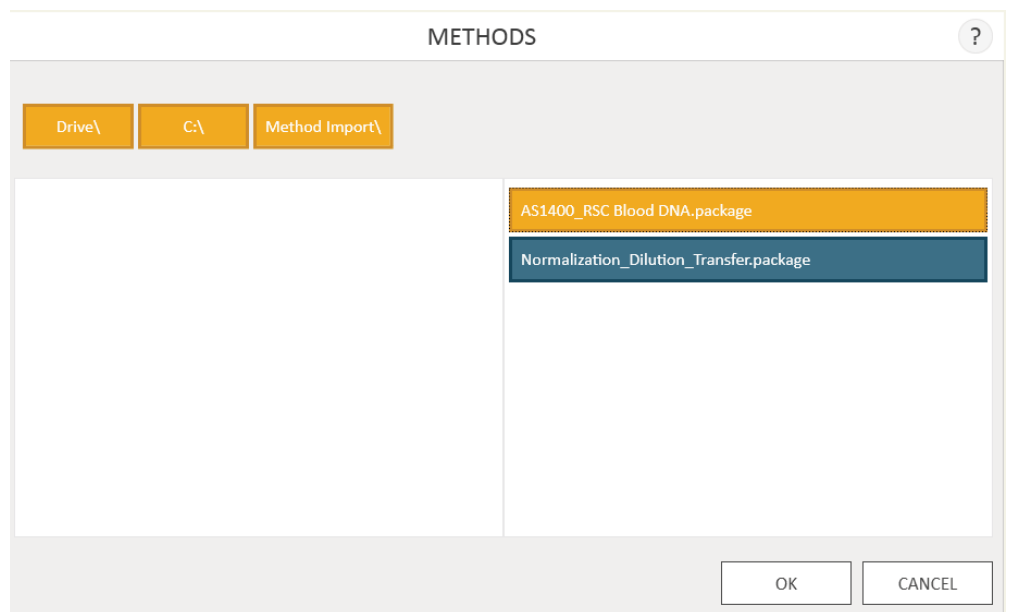 METHODS
?
Drive\
C:\
Method Import\
AS1400_RSC Blood DNA.package
Normalization_Dilution_Transfer.package
OK
CANCEL